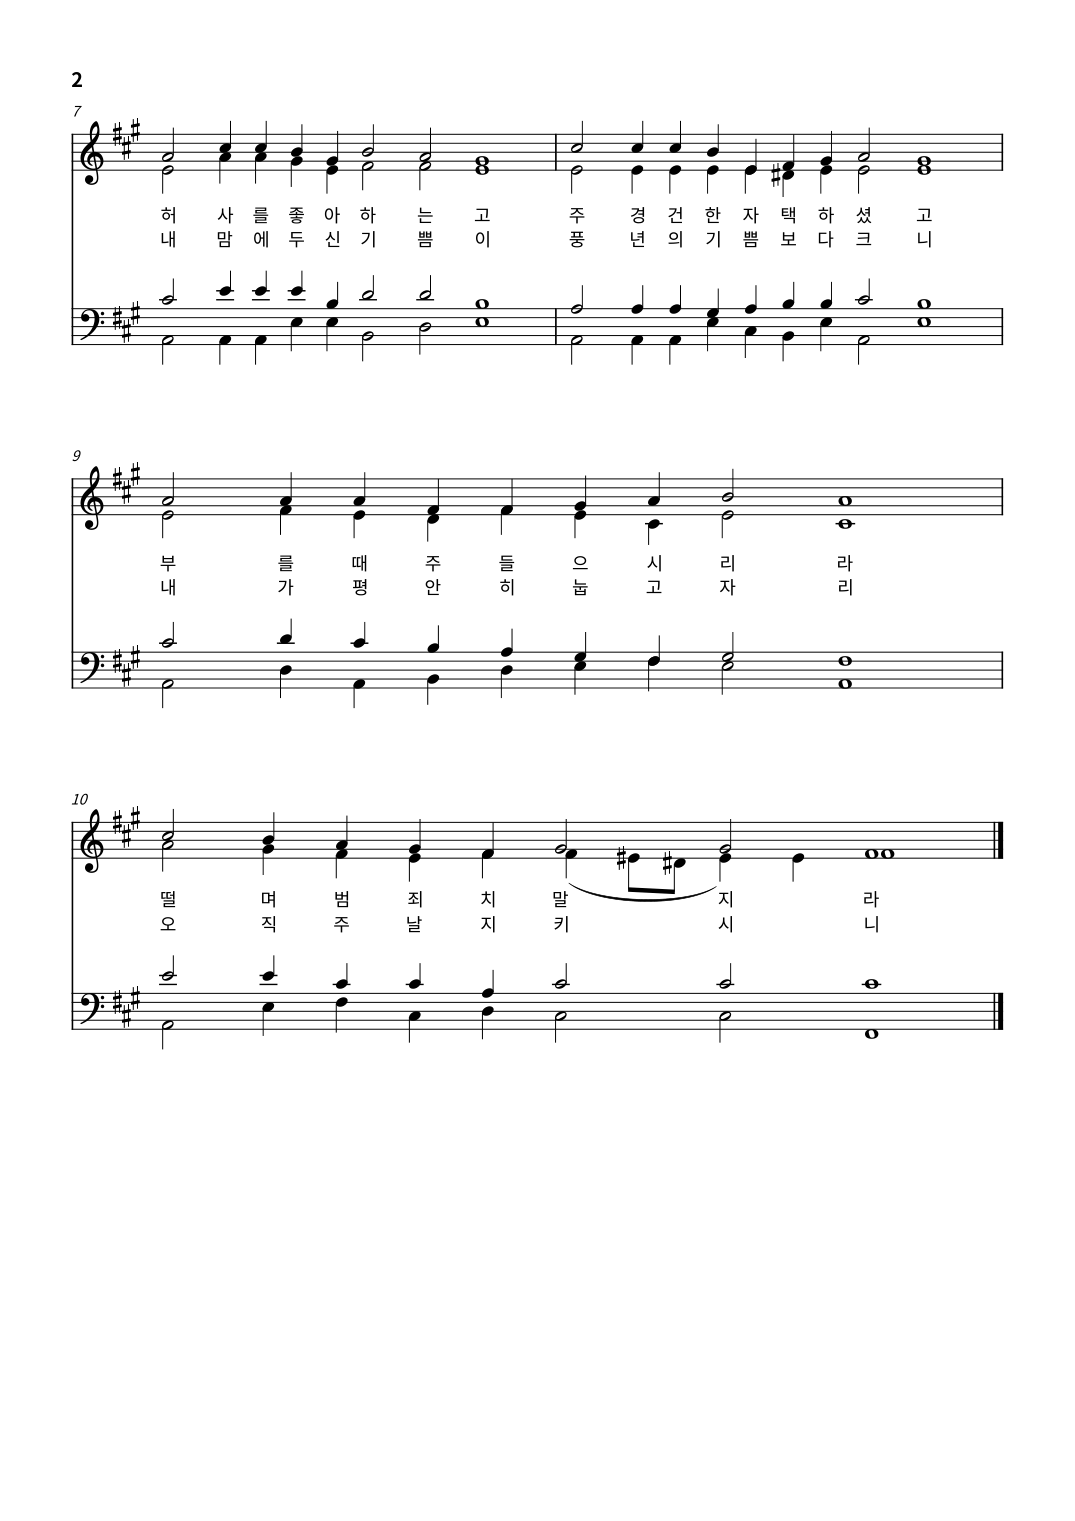 2
7
허 사 를 좋 아 하 는 고 주 경 건 한 자 택 하 셨 고
내 맘 에 두 신 기 쁨 이 풍 년 의 기 쁨 보 다 크 니
9
부 를 때 주 들 으 시 리 라
내 가 평 안 히 눕 고 자 리
10
떨 며 범 죄 치 말 지 라
오 직 주 날 지 키 시 니